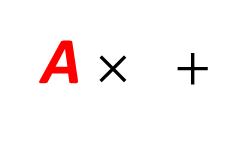 A × +